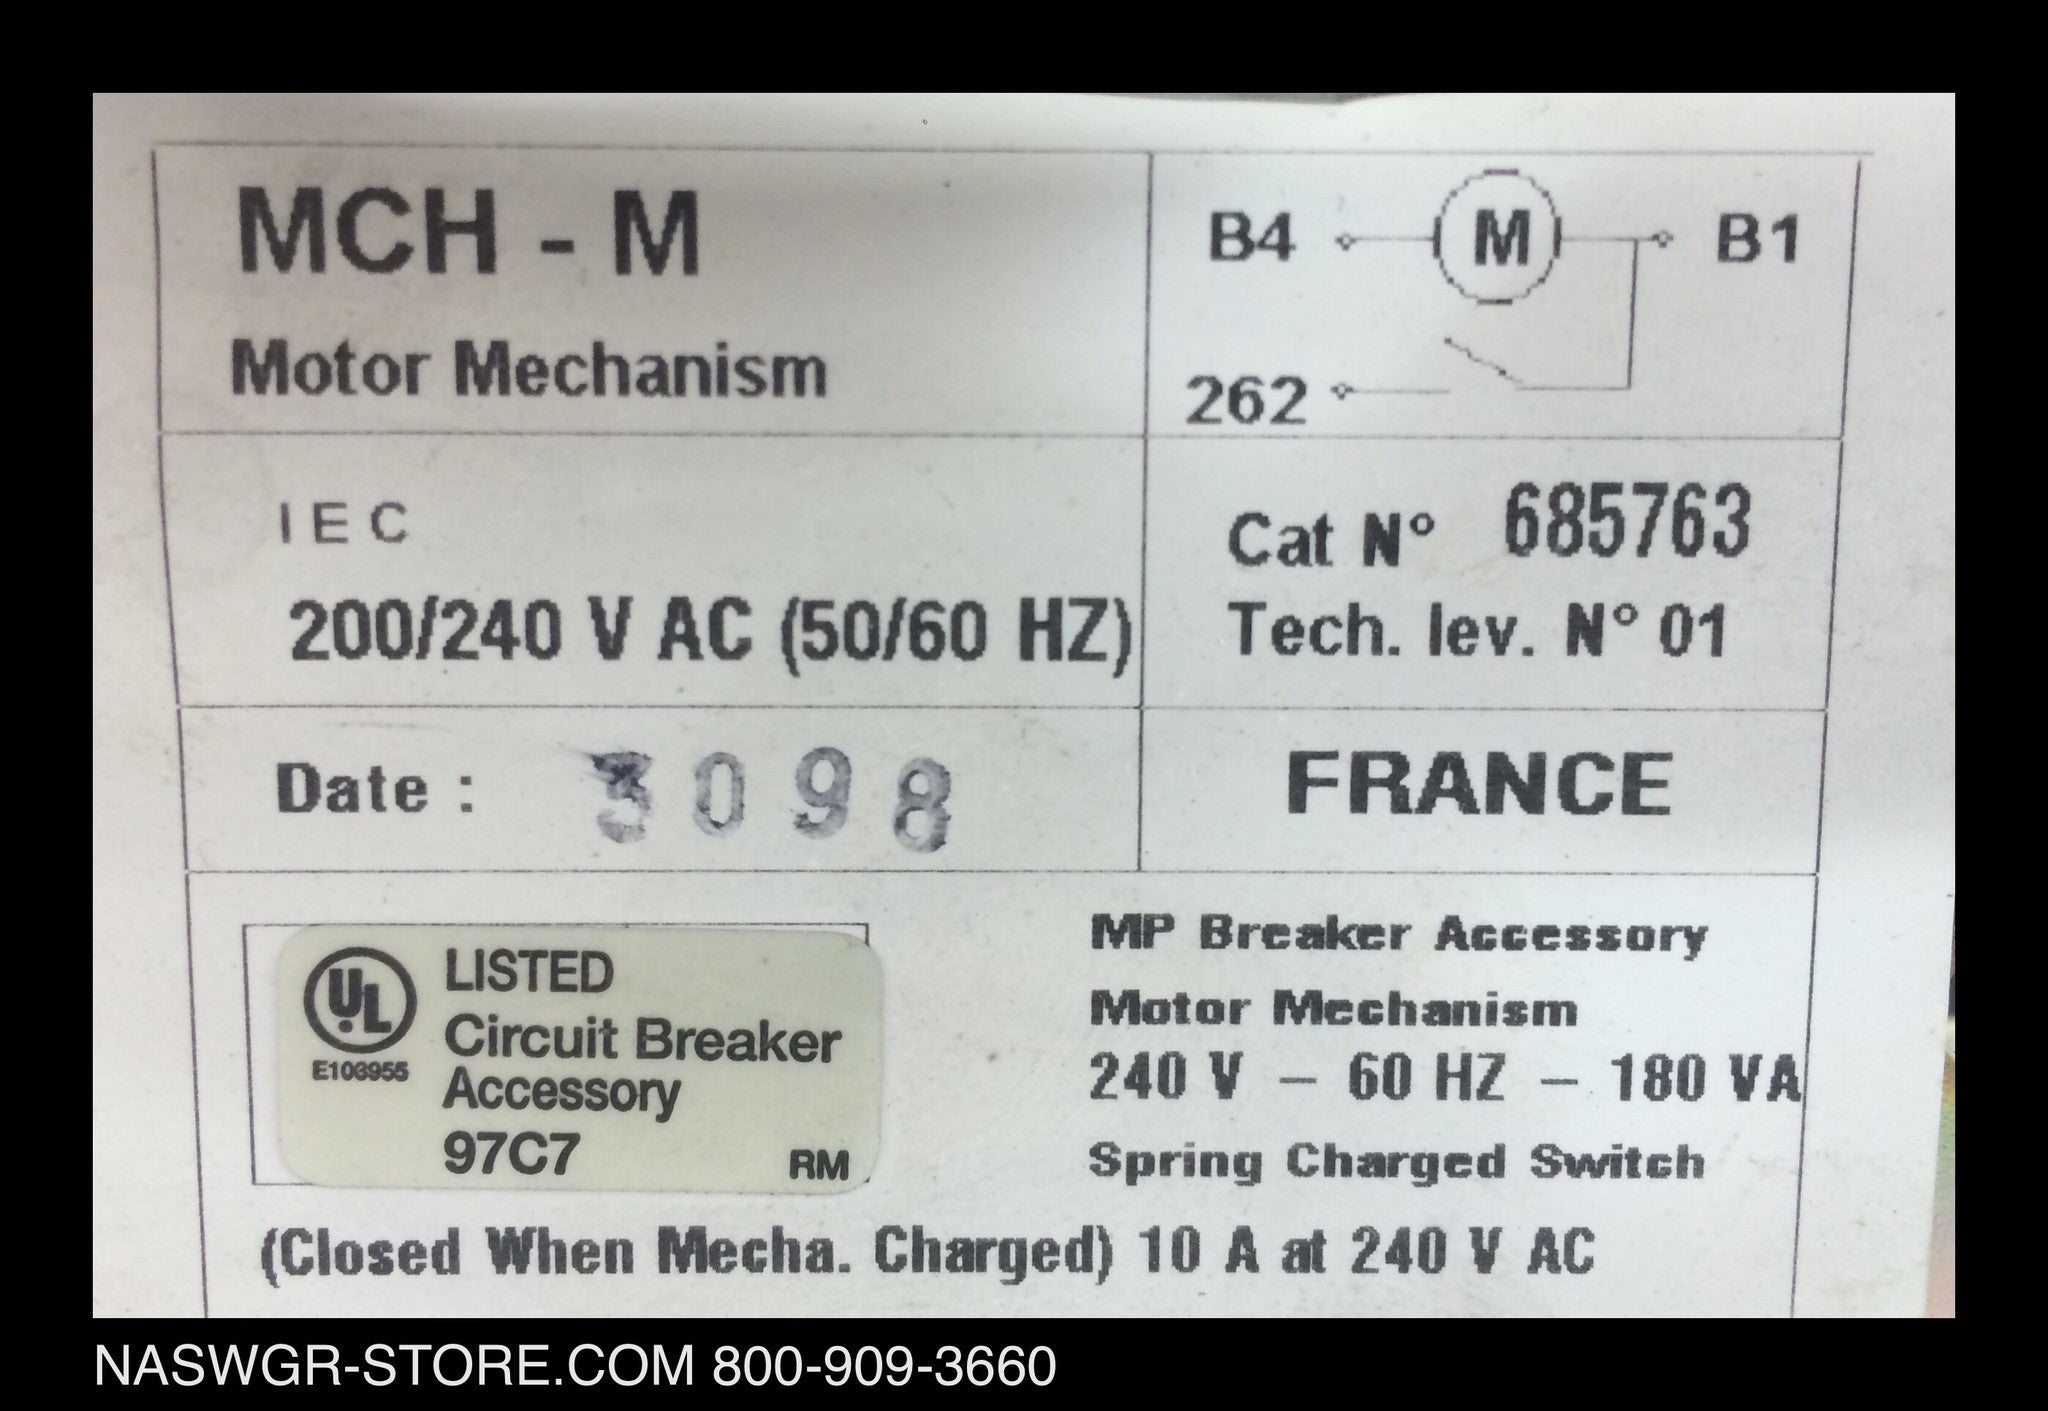 MCH - M
Motor Mechanism
B4 M B1
262
IEC
200/240 V AC (50/60 HZ)
Cat N° 685763
Tech. lev. N° 01
Date : 3098
FRANCE
UL
E103955
LISTED
Circuit Breaker
Accessory
97C7 RM
MP Breaker Accessory
Motor Mechanism
240 V – 60 HZ – 180 VA
Spring Charged Switch
(Closed When Mecha. Charged) 10 A at 240 V AC
NASWGR-STORE.COM 800-909-3660